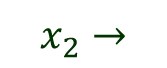 x₂ →